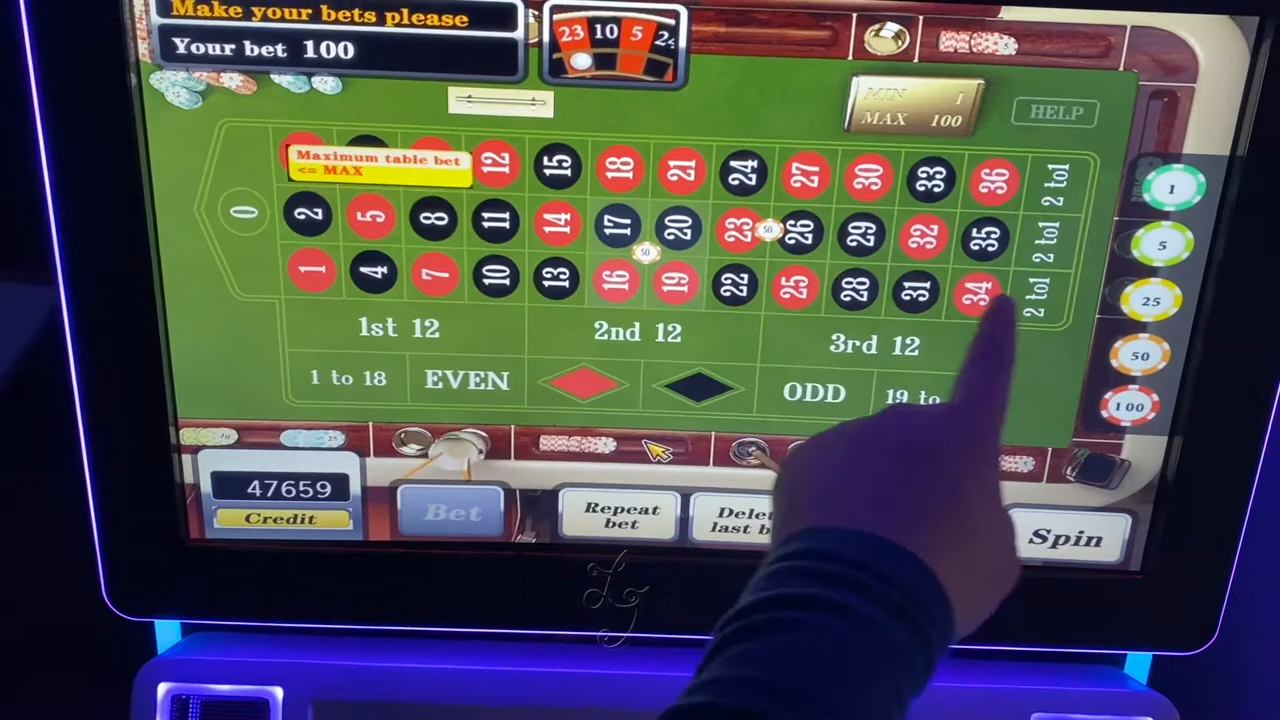 Make your bets please
Your bet 100
23 10 5 24
MIN 1
MAX 100
HELP
Maximum table bet
<= MAX
12 15 18 21 24 27 30 33 36 2 to1
0
2 5 8 11 14 17 20 23 26 29 32 35 2 to1
50 50
1 4 7 10 13 16 19 22 25 28 31 34 2 to1
1st 12 2nd 12 3rd 12
1 to 18 EVEN ODD 19 to
1
5
25
50
100
47659
Credit
Bet
Repeat
bet
Delet
last b
Spin